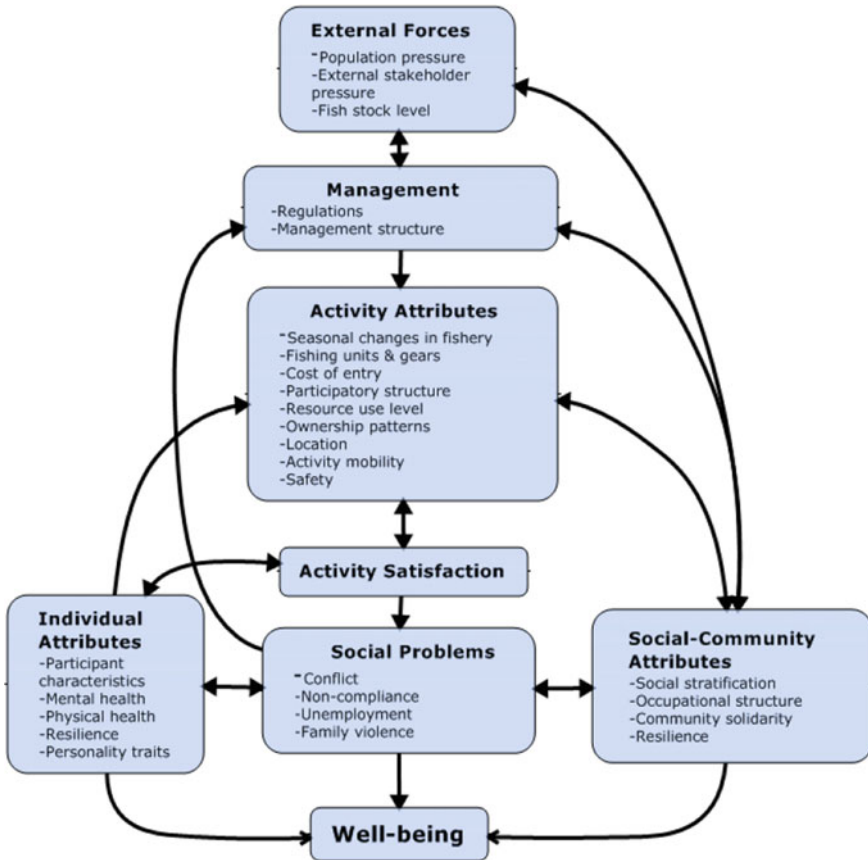 External Forces
-Population pressure
-External stakeholder
pressure
-Fish stock level
Management
-Regulations
-Management structure
Activity Attributes
-Seasonal changes in fishery
-Fishing units & gears
-Cost of entry
-Participatory structure
-Resource use level
-Ownership patterns
-Location
-Activity mobility
-Safety
Activity Satisfaction
Individual
Attributes
-Participant
characteristics
-Mental health
-Physical health
-Resilience
-Personality traits
Social Problems
-Conflict
-Non-compliance
-Unemployment
-Family violence
Social-Community
Attributes
-Social stratification
-Occupational structure
-Community solidarity
-Resilience
Well-being